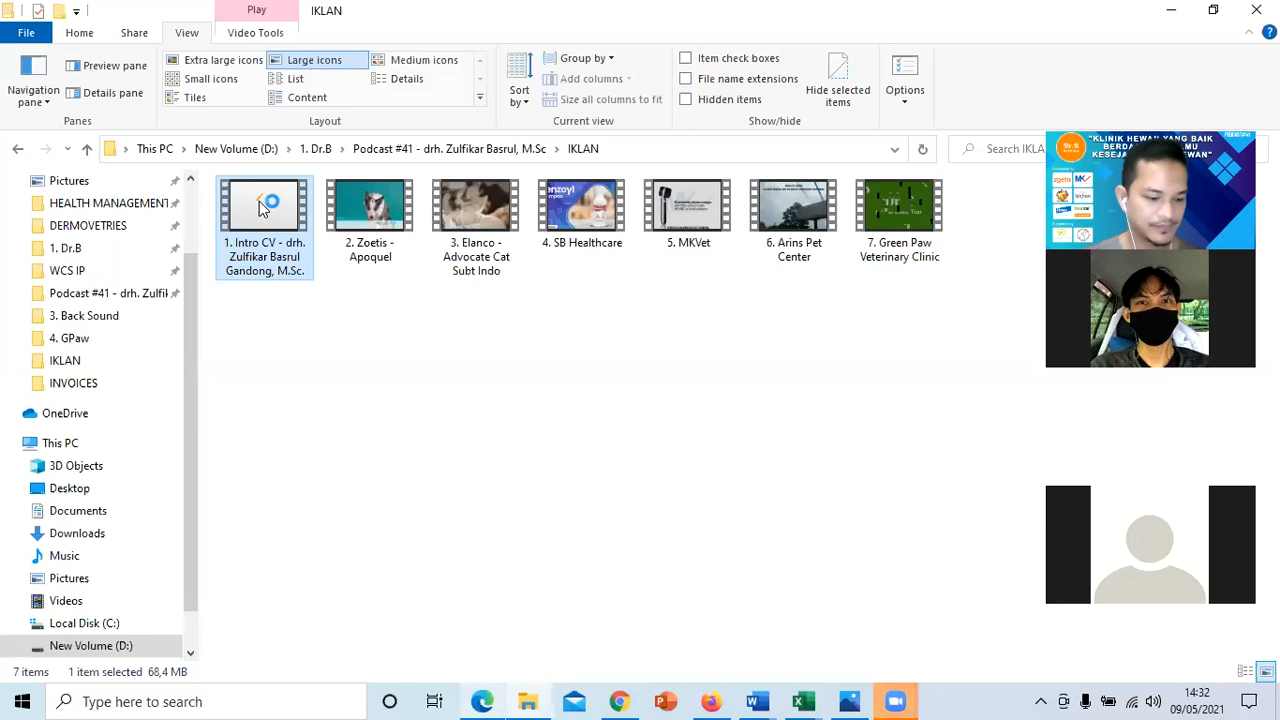 Play
IKLAN
File
Home
Share
View
Video Tools
Navigation pane
Preview pane
Details pane
Panes
Extra large icons
Large icons
Medium icons
Small icons
List
Details
Tiles
Content
Layout
Sort by
Group by
Add columns
Size all columns to fit
Current view
Item check boxes
File name extensions
Hidden items
Hide selected items
Show/hide
Options
This PC
New Volume (D:)
1. Dr.B
Podcast #41 - drh. Zulfikar Basrul, M.Sc
IKLAN
Search IKLA
"KLINIK HEWAN YANG BAIK
zoetis
MK
Pictures
HEALTH MANAGEMENT
DERMOVETRIES
1. Dr.B
WCS IP
Podcast #41 - drh. Zulfik
3. Back Sound
4. GPaw
IKLAN
INVOICES
OneDrive
This PC
3D Objects
Desktop
Documents
Downloads
Music
Pictures
Videos
Local Disk (C:)
New Volume (D:)
1. Intro CV - drh.
Zulfikar Basrul
Gandong, M.Sc.
2. Zoetis -
Apoquel
3. Elanco -
Advocate Cat
Subt Indo
4. SB Healthcare
5. MKVet
6. Arins Pet
Center
7. Green Paw
Veterinary Clinic
7 items
1 item selected 68,4 MB
Type here to search
14:32
09/05/2021